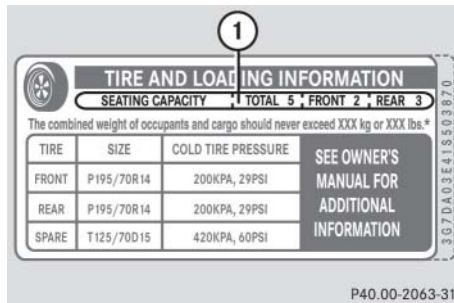 1
TIRE AND LOADING INFORMATION
SEATING CAPACITY TOTAL 5 FRONT 2 REAR 3
The combined weight of occupants and cargo should never exceed XXX kg or XXX lbs.*
TIRE SIZE COLD TIRE PRESSURE
FRONT P195/70R14 200KPA, 29PSI
REAR P195/70R14 200KPA, 29PSI
SPARE T125/70D15 420KPA, 60PSI
SEE OWNER'S
MANUAL FOR
ADDITIONAL
INFORMATION
3G7DA03E41S503870
P40.00-2063-31